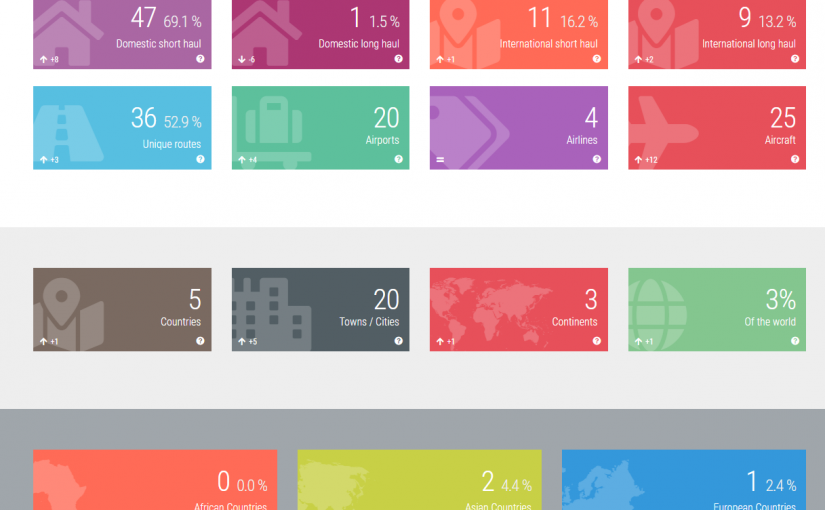 47 69.1 %
Domestic short haul
+8
1 1.5 %
Domestic long haul
-6
11 16.2 %
International short haul
+1
9 13.2 %
International long haul
+2
36 52.9 %
Unique routes
+3
20
Airports
+4
4
Airlines
=
25
Aircraft
+12
5
Countries
+1
20
Towns / Cities
+5
3
Continents
+1
3%
Of the world
+1
0 0.0 %
African Countries
2 4.4 %
Asian Countries
1 2.4 %
European Countries